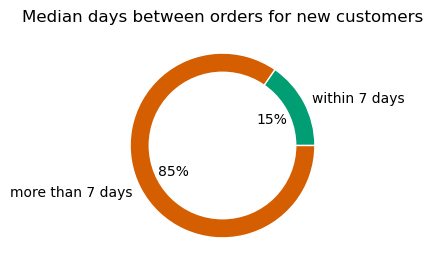 Median days between orders for new customers
within 7 days
15%
85%
more than 7 days